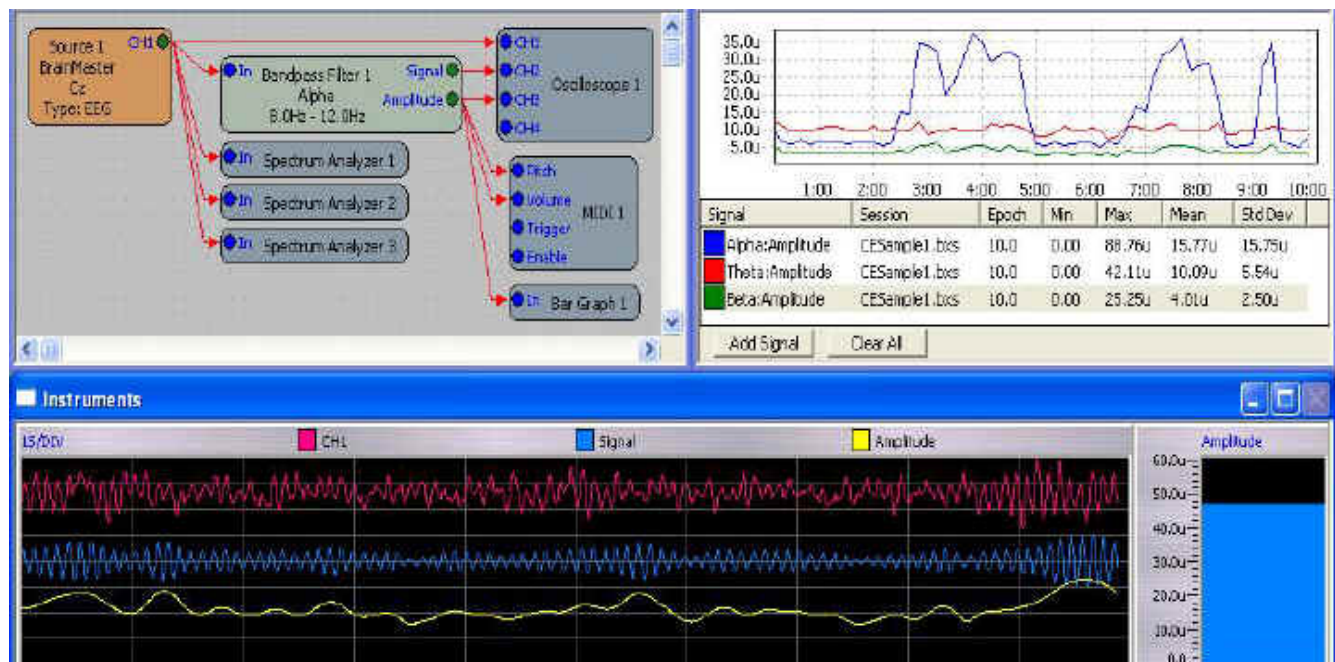 Source 1 CH1
BrainMaster
Cz
Type: EEG
In Bandpass Filter 1 Signal
Alpha Amplitude
8.0Hz - 12.0Hz
In Spectrum Analyzer 1
In Spectrum Analyzer 2
In Spectrum Analyzer 3
CH1
CH2
Oscilloscope 1
CH3
CH4
Pitch
Volume
MIDI 1
Trigger
Enable
In Bar Graph 1
35.0u
30.0u
25.0u
20.0u
15.0u
10.0u
5.0u
1:00 2:00 3:00 4:00 5:00 6:00 7:00 8:00 9:00 10:00
Signal Session Epoch Min Max Mean Std Dev
Alpha:Amplitude CESample1.bxs 10.0 0.00 88.76u 15.77u 15.75u
Theta:Amplitude CESample1.bxs 10.0 0.00 42.11u 10.09u 5.54u
Beta:Amplitude CESample1.bxs 10.0 0.00 25.25u 4.01u 2.50u
Add Signal Clear All
Instruments
1S/DIV CH1 Signal Amplitude
Amplitude
60.0u
50.0u
40.0u
30.0u
20.0u
10.0u
0.0